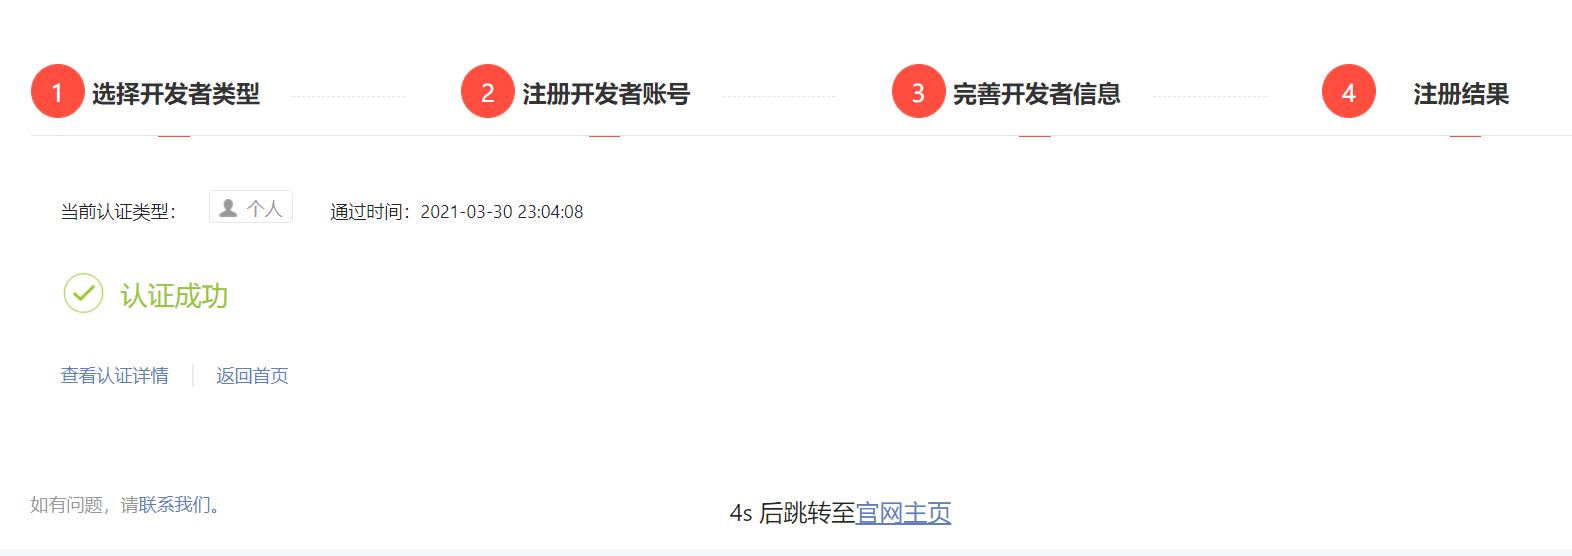 1 选择开发者类型 2 注册开发者账号 3 完善开发者信息 4 注册结果
当前认证类型： 个人 通过时间：2021-03-30 23:04:08
认证成功
查看认证详情 返回首页
如有问题，请联系我们。
4s 后跳转至官网主页